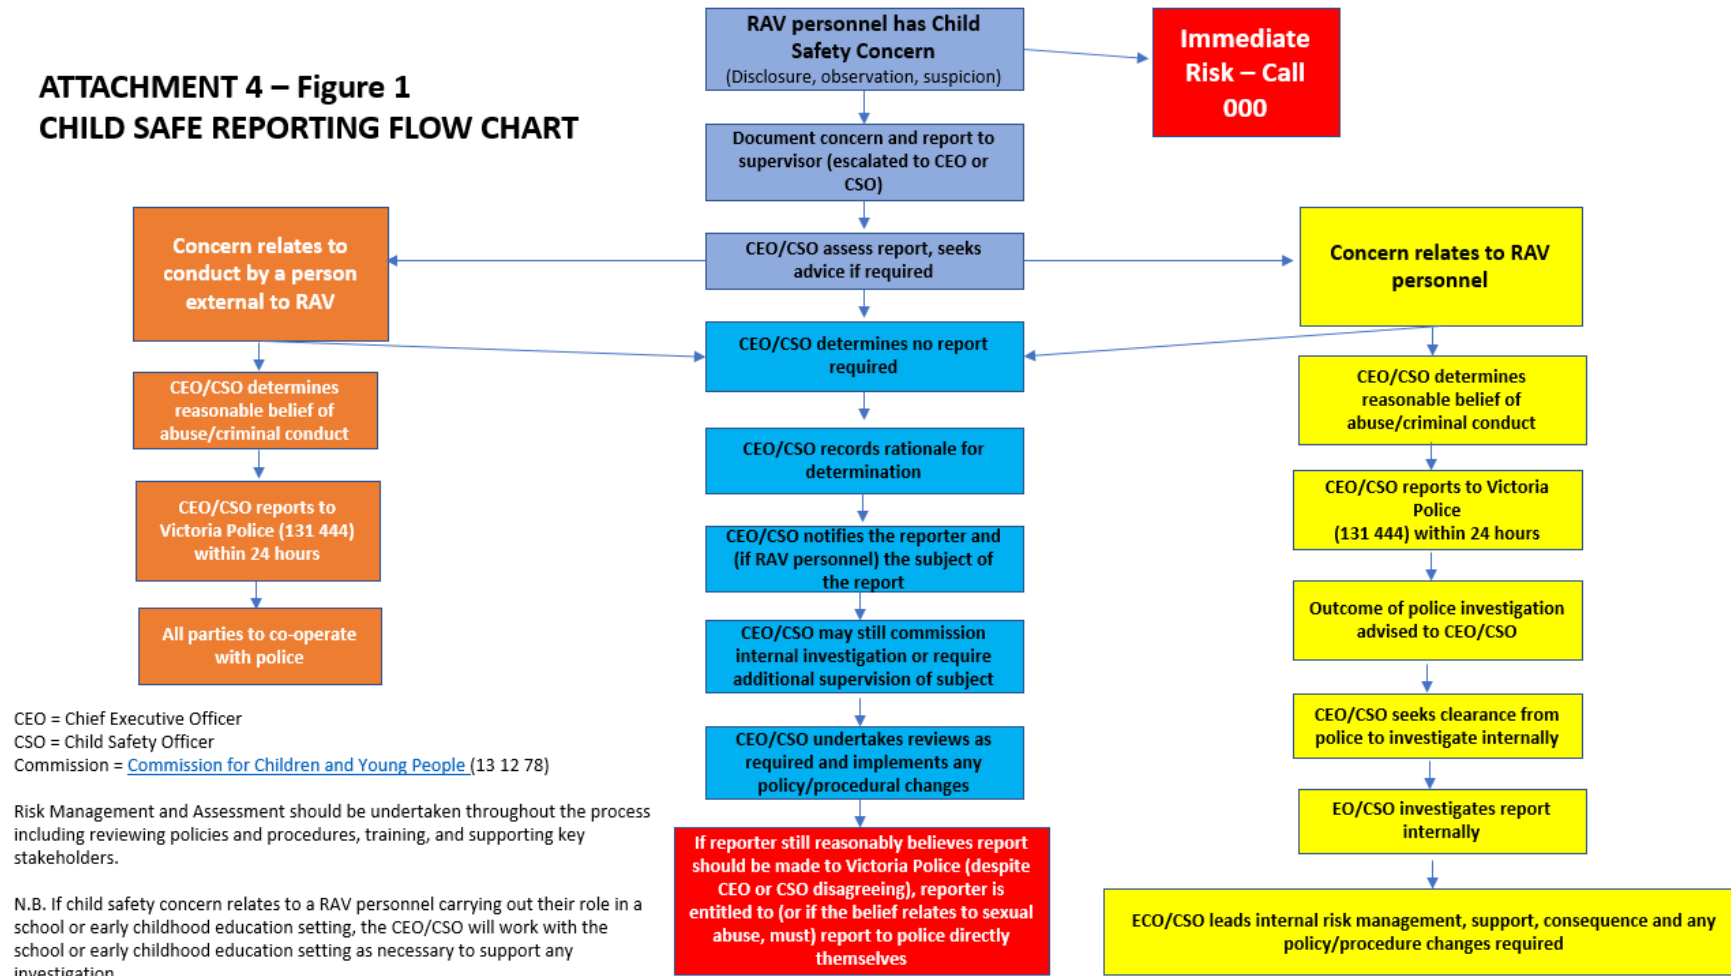 ATTACHMENT 4 – Figure 1
CHILD SAFE REPORTING FLOW CHART
RAV personnel has Child
Safety Concern
(Disclosure, observation, suspicion)
Immediate
Risk – Call
000
Document concern and report to
supervisor (escalated to CEO or
CSO)
CEO/CSO assess report, seeks
advice if required
Concern relates to
conduct by a person
external to RAV
CEO/CSO determines
reasonable belief of
abuse/criminal conduct
CEO/CSO reports to
Victoria Police (131 444)
within 24 hours
All parties to co-operate
with police
CEO/CSO determines no report
required
CEO/CSO records rationale for
determination
CEO/CSO notifies the reporter and
(if RAV personnel) the subject of
the report
CEO/CSO may still commission
internal investigation or require
additional supervision of subject
CEO/CSO undertakes reviews as
required and implements any
policy/procedural changes
If reporter still reasonably believes report
should be made to Victoria Police (despite
CEO or CSO disagreeing), reporter is
entitled to (or if the belief relates to sexual
abuse, must) report to police directly
themselves
Concern relates to RAV
personnel
CEO/CSO determines
reasonable belief of
abuse/criminal conduct
CEO/CSO reports to Victoria
Police
(131 444) within 24 hours
Outcome of police investigation
advised to CEO/CSO
CEO/CSO seeks clearance from
police to investigate internally
EO/CSO investigates report
internally
ECO/CSO leads internal risk management, support, consequence and any
policy/procedure changes required
CEO = Chief Executive Officer
CSO = Child Safety Officer
Commission = Commission for Children and Young People (13 12 78)
Risk Management and Assessment should be undertaken throughout the process
including reviewing policies and procedures, training, and supporting key
stakeholders.
N.B. If child safety concern relates to a RAV personnel carrying out their role in a
school or early childhood education setting, the CEO/CSO will work with the
school or early childhood education setting as necessary to support any
investigation